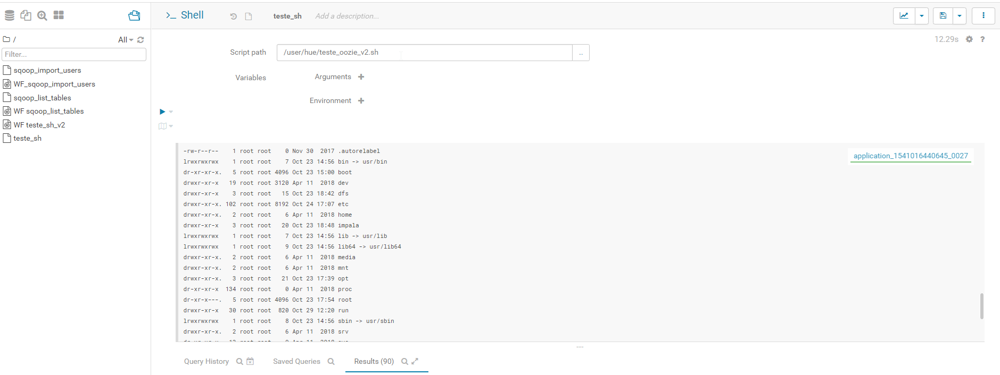 >_ Shell teste_sh Add a description...
/ All
Filter...
sqoop_import_users
WF_sqoop_import_users
sqoop_list_tables
WF sqoop_list_tables
WF teste_sh_v2
teste_sh
12.29s ?
Script path /user/hue/teste_oozie_v2.sh ..
Variables Arguments +
Environment +
application_1541016440645_0027
-rw-r--r-- 1 root root 0 Nov 30 2017 .autorelabel
lrwxrwxrwx 1 root root 7 Oct 23 14:56 bin -> usr/bin
dr-xr-xr-x. 5 root root 4096 Oct 23 15:00 boot
drwxr-xr-x 19 root root 3120 Apr 11 2018 dev
drwxr-xr-x 3 root root 15 Oct 23 18:42 dfs
drwxr-xr-x. 102 root root 8192 Oct 24 17:07 etc
drwxr-xr-x. 2 root root 6 Apr 11 2018 home
drwxr-xr-x 3 root root 20 Oct 23 18:48 impala
lrwxrwxrwx 1 root root 7 Oct 23 14:56 lib -> usr/lib
lrwxrwxrwx 1 root root 9 Oct 23 14:56 lib64 -> usr/lib64
drwxr-xr-x. 2 root root 6 Apr 11 2018 media
drwxr-xr-x. 2 root root 6 Apr 11 2018 mnt
drwxr-xr-x. 3 root root 21 Oct 23 17:39 opt
dr-xr-xr-x 134 root root 0 Apr 11 2018 proc
dr-xr-x---. 5 root root 4096 Oct 23 17:54 root
drwxr-xr-x 30 root root 820 Oct 29 12:20 run
lrwxrwxrwx 1 root root 8 Oct 23 14:56 sbin -> usr/sbin
drwxr-xr-x. 2 root root 6 Apr 11 2018 srv
Query History Saved Queries Results (90)